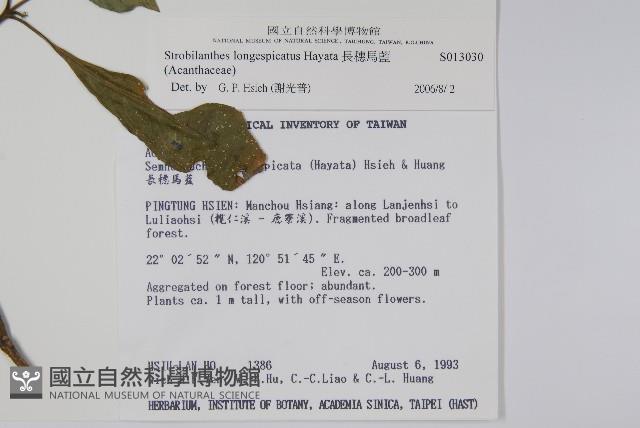 國立自然科學博物館
NATIONAL MUSEUM OF NATURAL SCIENCE, TAICHUNG, TAIWAN, R.O.CHINA
Strobilanthes longespicatus Hayata 長穗馬藍 S013030
(Acanthaceae)
Det. by G. P. Hsieh (謝光普) 2006/8/ 2
ICAL INVENTORY OF TAIWAN
picata (Hayata) Hsieh & Huang
長穗馬藍
PINGTUNG HSIEN: Manchou Hsiang: along Lanjenhsi to
Luliaohsi (欖仁溪 - 鹿寮溪). Fragmented broadleaf
forest.
22° 02´52 ″ N, 120° 51´45 ″ E.
Elev. ca. 200-300 m
Aggregated on forest floor; abundant.
Plants ca. 1 m tall, with off-season flowers.
HSIU-LAN HO 1386 August 6, 1993
Hu, C.-C.Liao & C.-L. Huang
國立自然科學博物館
NATIONAL MUSEUM OF NATURAL SCIENCE
HERBARIUM, INSTITUTE OF BOTANY, ACADEMIA SINICA, TAIPEI (HAST)